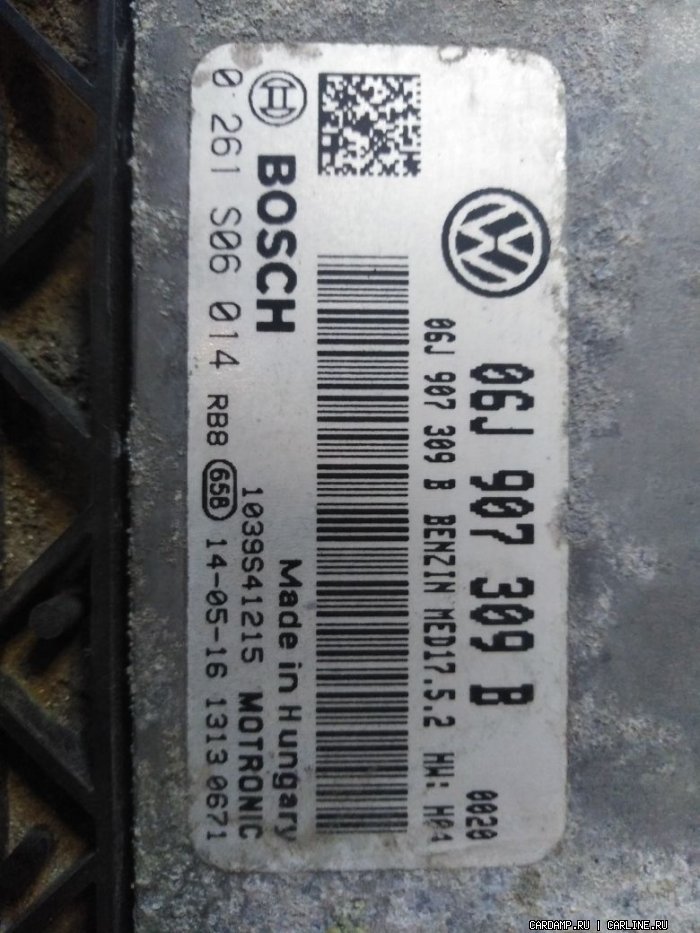 06J 907 309 B
0020
06J 907 309 B BENZIN MED17.5.2 HW: H04
BOSCH
Made in Hungary
1039S41215 MOTRONIC
0 261 S06 014 RB8 658 14-05-16 1313 0671
CARDAMP.RU | CARLINE.RU